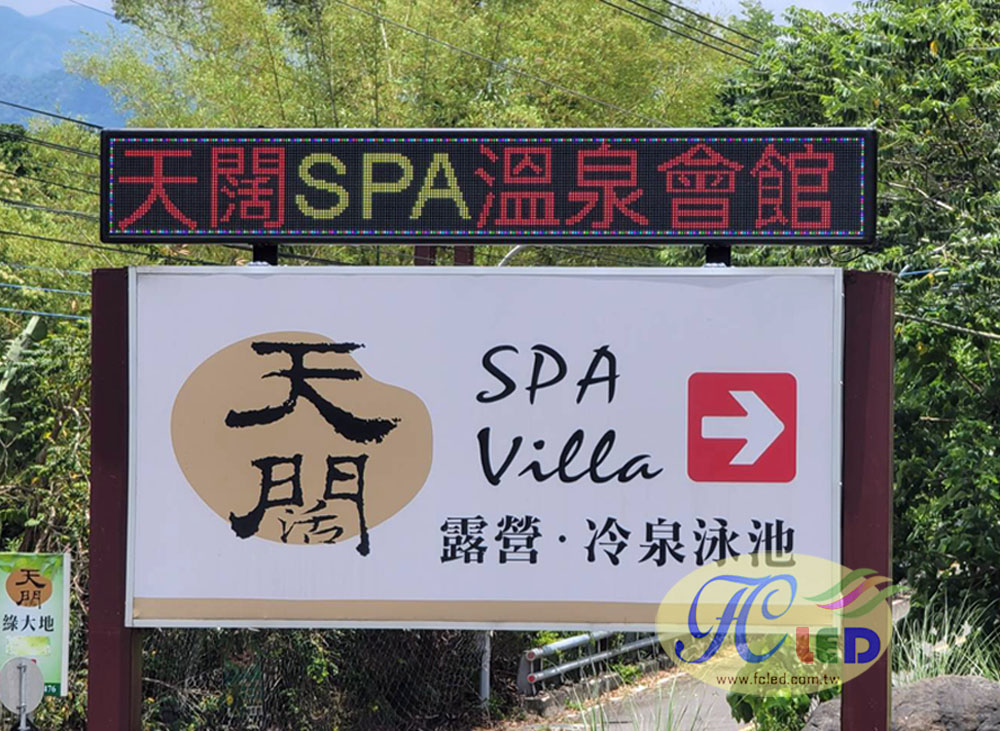 天闊SPA溫泉會館
天闊
SPA
Villa
露營·冷泉泳池
天
綠大地
476
FC LED
www.fcled.com.tw